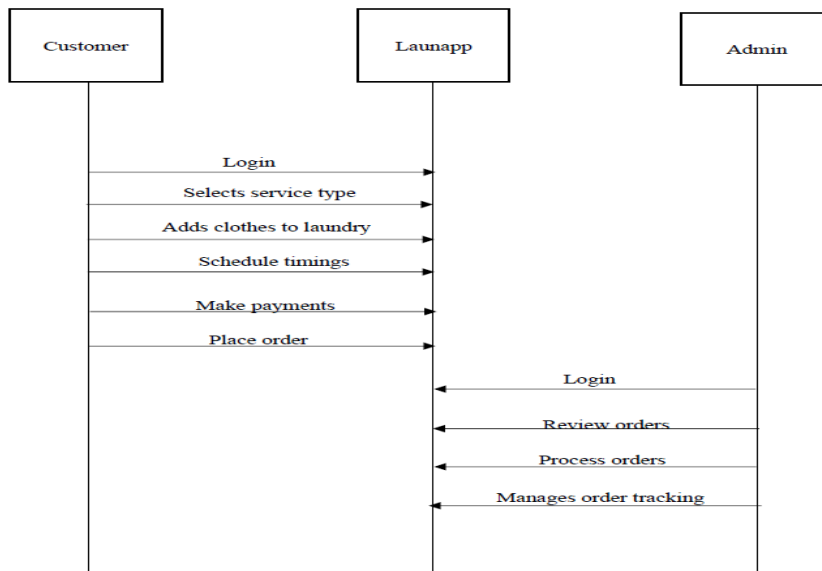 Customer
Launapp
Admin
Login
Selects service type
Adds clothes to laundry
Schedule timings
Make payments
Place order
Login
Review orders
Process orders
Manages order tracking